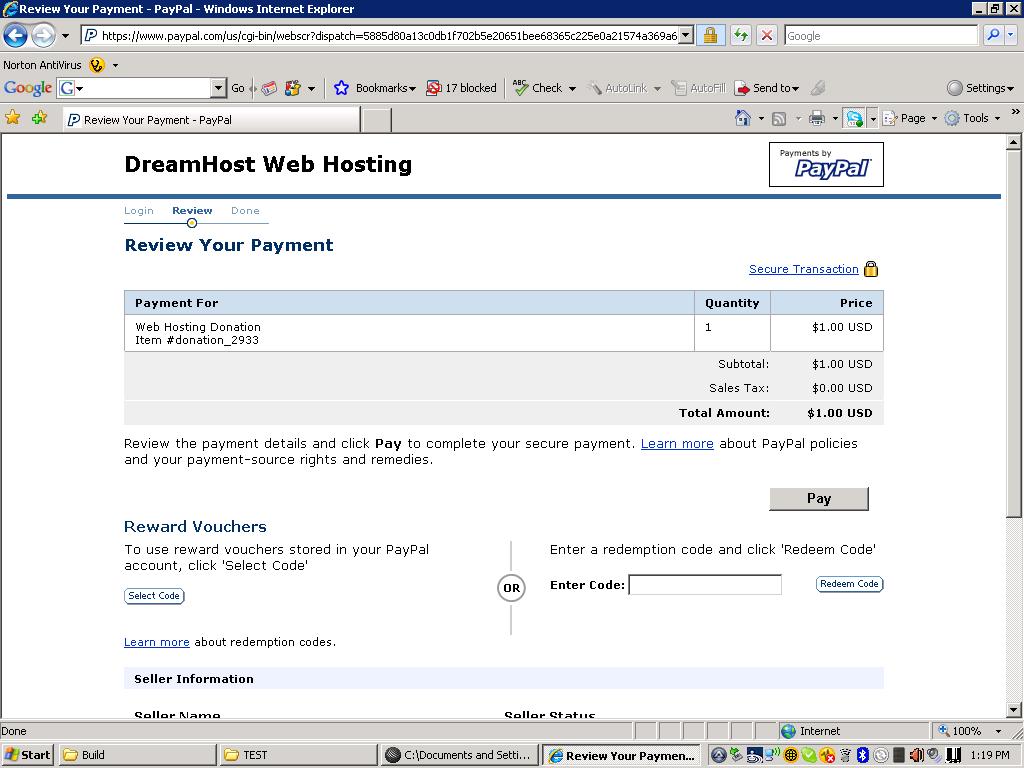 Review Your Payment - PayPal - Windows Internet Explorer
https://www.paypal.com/us/cgi-bin/webscr?dispatch=5885d80a13c0db1f702b5e20651bee68365c225e0a21574a369a6
Google
Norton AntiVirus
Google G Go Bookmarks 17 blocked ABC Check AutoLink AutoFill Send to Settings
Review Your Payment - PayPal
Page Tools »
DreamHost Web Hosting
Payments by
PayPal
Login Review Done
Review Your Payment
Secure Transaction
Payment For Quantity Price
Web Hosting Donation 1 $1.00 USD
Item #donation_2933
Subtotal: $1.00 USD
Sales Tax: $0.00 USD
Total Amount: $1.00 USD
Review the payment details and click Pay to complete your secure payment. Learn more about PayPal policies
and your payment-source rights and remedies.
Pay
Reward Vouchers
To use reward vouchers stored in your PayPal
account, click 'Select Code'
Select Code
OR
Enter a redemption code and click 'Redeem Code'
Enter Code: Redeem Code
Learn more about redemption codes.
Seller Information
Seller Name Seller Status
Done Internet 100%
Start Build TEST C:\Documents and Setti... Review Your Paymen... 1:19 PM